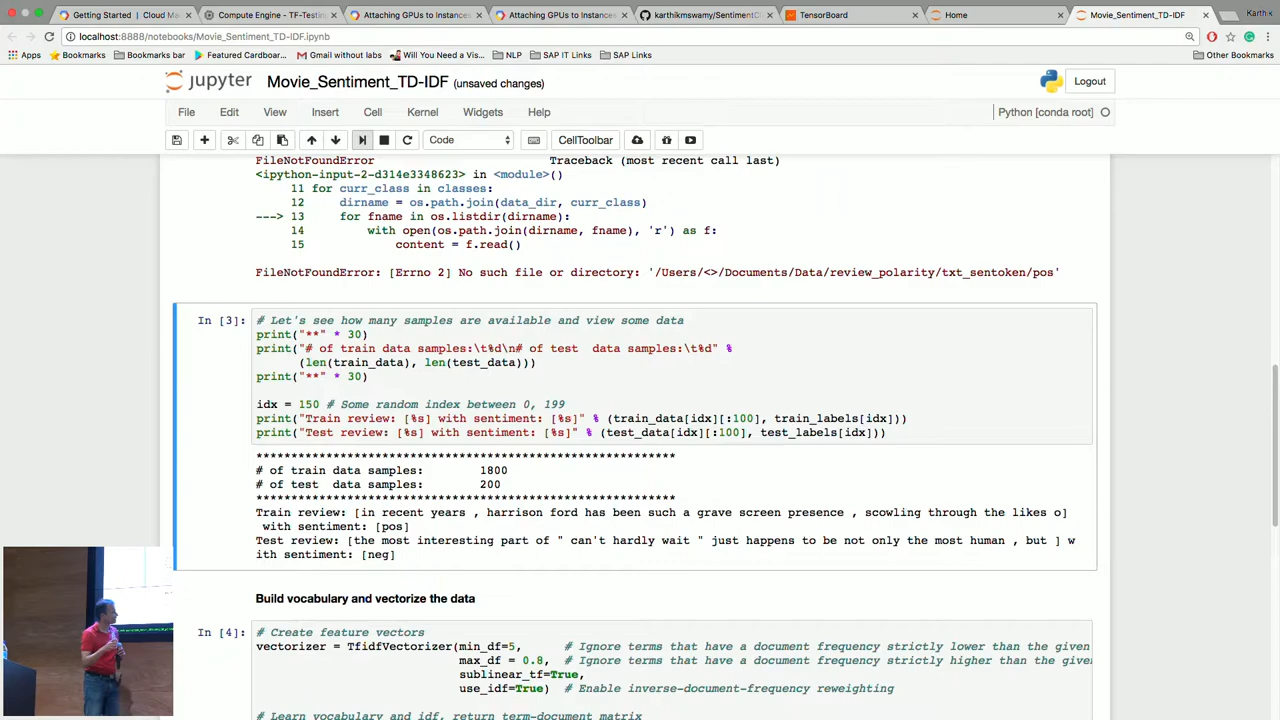 Getting Started | Cloud Ma
Compute Engine - TF-Testin
Attaching GPUs to Instances
Attaching GPUs to Instances
karthikmswamy/SentimentC
TensorBoard
Home
Movie_Sentiment_TD-IDF
Karthik
localhost:8888/notebooks/Movie_Sentiment_TD-IDF.ipynb
Apps
Bookmarks
Bookmarks bar
Featured Cardboar...
Gmail without labels
Will You Need a Vis...
NLP
SAP IT Links
SAP Links
Other Bookmarks
jupyter Movie_Sentiment_TD-IDF (unsaved changes)
Logout
File Edit View Insert Cell Kernel Widgets Help
Python [conda root]
Code
CellToolbar
FileNotFoundError                         Traceback (most recent call last)
<ipython-input-2-d314e3348623> in <module>()
     11 for curr_class in classes:
     12     dirname = os.path.join(data_dir, curr_class)
---> 13     for fname in os.listdir(dirname):
     14         with open(os.path.join(dirname, fname), 'r') as f:
     15             content = f.read()
FileNotFoundError: [Errno 2] No such file or directory: '/Users/<>/Documents/Data/review_polarity/txt_sentoken/pos'
In [3]: # Let's see how many samples are available and view some data
print("**" * 30)
print("# of train data samples:\t%d\n# of test  data samples:\t%d" %
      (len(train_data), len(test_data)))
print("**" * 30)
idx = 150 # Some random index between 0, 199
print("Train review: [%s] with sentiment: [%s]" % (train_data[idx][:100], train_labels[idx]))
print("Test review: [%s] with sentiment: [%s]" % (test_data[idx][:100], test_labels[idx]))
************************************************************
# of train data samples:        1800
# of test  data samples:        200
************************************************************
Train review: [in recent years , harrison ford has been such a grave screen presence , scowling through the likes o]
 with sentiment: [pos]
Test review: [the most interesting part of " can't hardly wait " just happens to be not only the most human , but ] w
ith sentiment: [neg]
Build vocabulary and vectorize the data
In [4]: # Create feature vectors
vectorizer = TfidfVectorizer(min_df=5,       # Ignore terms that have a document frequency strictly lower than the given
                             max_df = 0.8,   # Ignore terms that have a document frequency strictly higher than the give
                             sublinear_tf=True,
                             use_idf=True)  # Enable inverse-document-frequency reweighting
# Learn vocabulary and idf, return term-document matrix